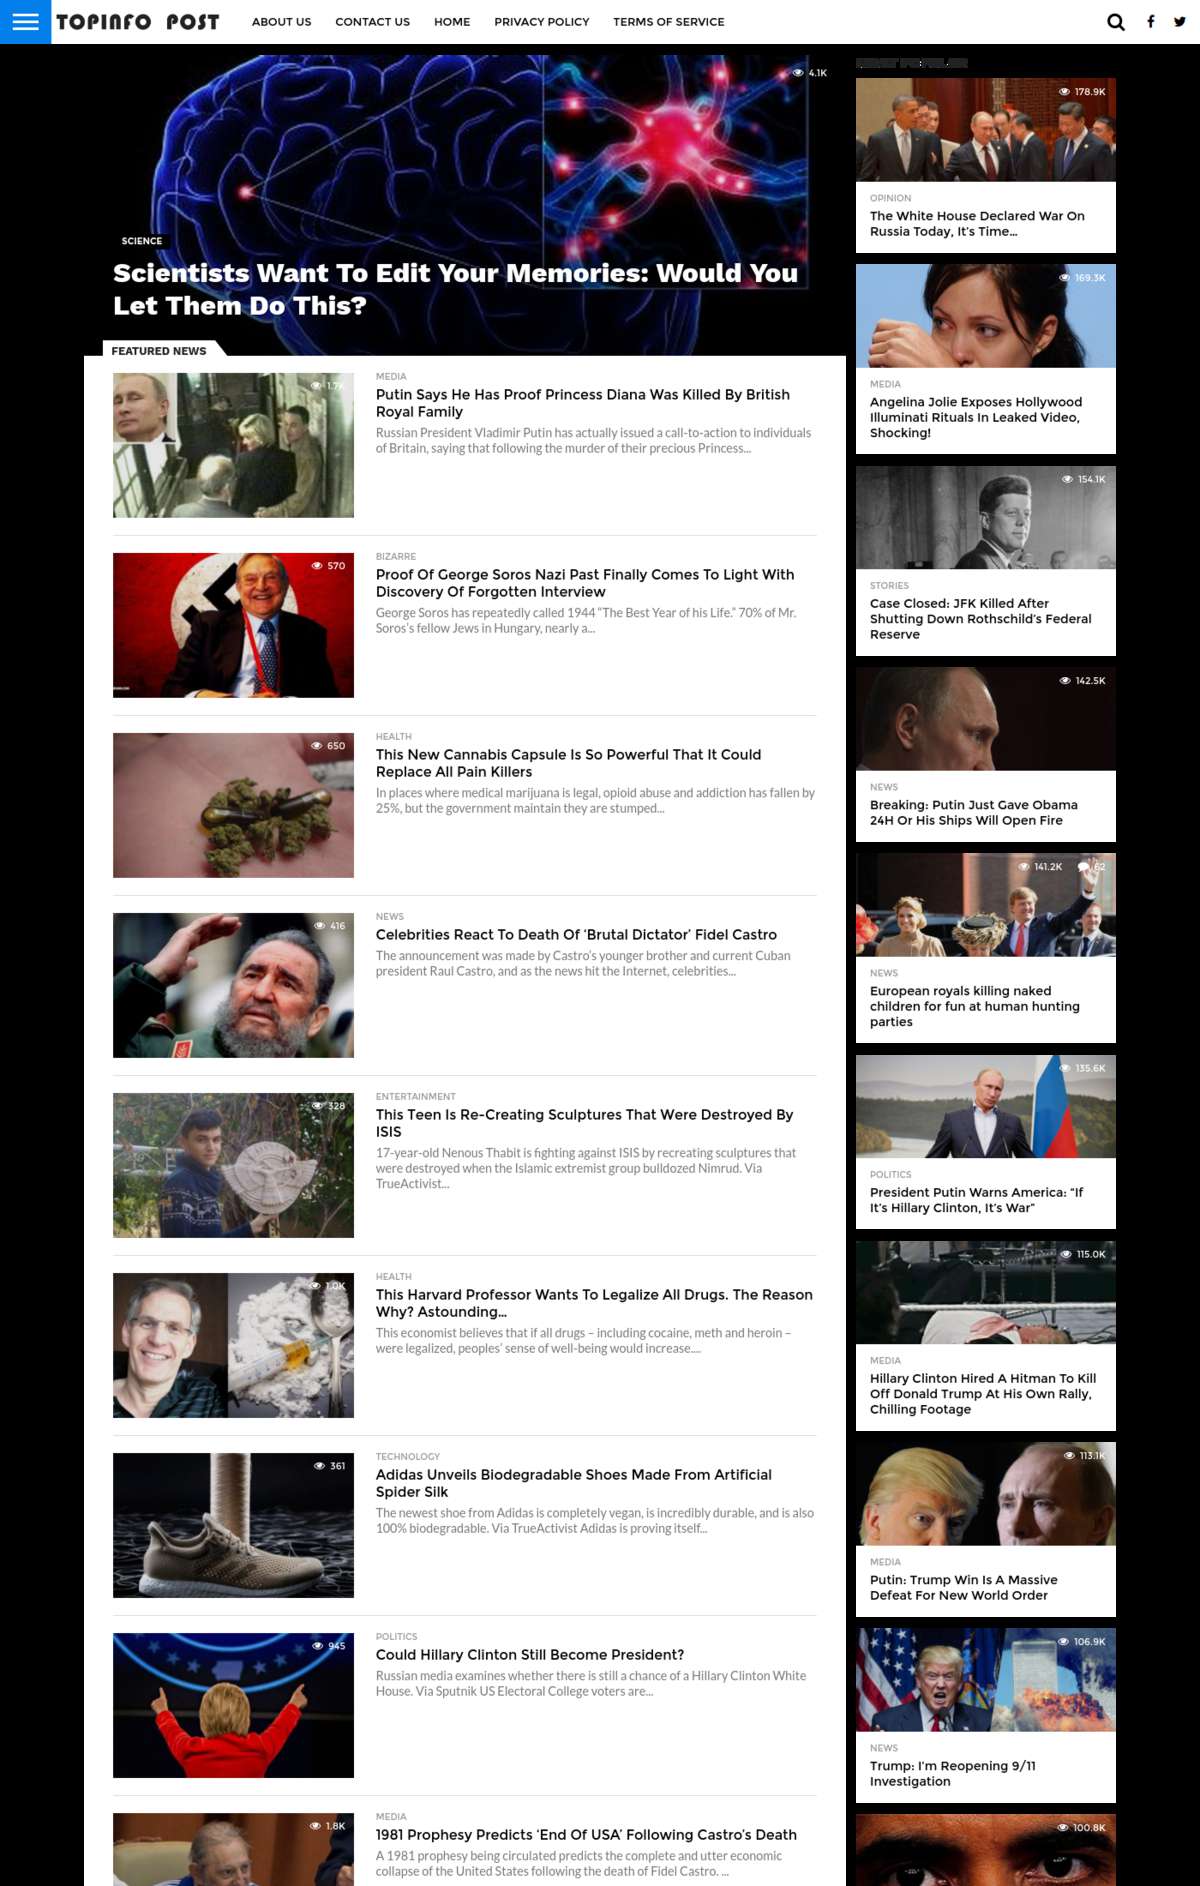 TOPINFO POST
ABOUT US
CONTACT US
HOME
PRIVACY POLICY
TERMS OF SERVICE
4.1K
SCIENCE
Scientists Want To Edit Your Memories: Would You
Let Them Do This?
FEATURED NEWS
1.7K
MEDIA
Putin Says He Has Proof Princess Diana Was Killed By British
Royal Family
Russian President Vladimir Putin has actually issued a call-to-action to individuals
of Britain, saying that following the murder of their precious Princess...
570
BIZARRE
Proof Of George Soros Nazi Past Finally Comes To Light With
Discovery Of Forgotten Interview
George Soros has repeatedly called 1944 “The Best Year of his Life.” 70% of Mr.
Soros’s fellow Jews in Hungary, nearly a...
650
HEALTH
This New Cannabis Capsule Is So Powerful That It Could
Replace All Pain Killers
In places where medical marijuana is legal, opioid abuse and addiction has fallen by
25%, but the government maintain they are stumped...
416
NEWS
Celebrities React To Death Of ‘Brutal Dictator’ Fidel Castro
The announcement was made by Castro’s younger brother and current Cuban
president Raul Castro, and as the news hit the Internet, celebrities...
328
ENTERTAINMENT
This Teen Is Re-Creating Sculptures That Were Destroyed By
ISIS
17-year-old Nenous Thabit is fighting against ISIS by recreating sculptures that
were destroyed when the Islamic extremist group bulldozed Nimrud. Via
TrueActivist...
1.0K
HEALTH
This Harvard Professor Wants To Legalize All Drugs. The Reason
Why? Astounding...
This economist believes that if all drugs – including cocaine, meth and heroin –
were legalized, peoples’ sense of well-being would increase....
361
TECHNOLOGY
Adidas Unveils Biodegradable Shoes Made From Artificial
Spider Silk
The newest shoe from Adidas is completely vegan, is incredibly durable, and is also
100% biodegradable. Via TrueActivist Adidas is proving itself...
945
POLITICS
Could Hillary Clinton Still Become President?
Russian media examines whether there is still a chance of a Hillary Clinton White
House. Via Sputnik US Electoral College voters are...
1.8K
MEDIA
1981 Prophesy Predicts ‘End Of USA’ Following Castro’s Death
A 1981 prophesy being circulated predicts the complete and utter economic
collapse of the United States following the death of Fidel Castro. ...
178.9K
OPINION
The White House Declared War On
Russia Today, It’s Time...
169.3K
MEDIA
Angelina Jolie Exposes Hollywood
Illuminati Rituals In Leaked Video,
Shocking!
154.1K
STORIES
Case Closed: JFK Killed After
Shutting Down Rothschild’s Federal
Reserve
142.5K
NEWS
Breaking: Putin Just Gave Obama
24H Or His Ships Will Open Fire
141.2K
62
NEWS
European royals killing naked
children for fun at human hunting
parties
135.6K
POLITICS
President Putin Warns America: “If
It’s Hillary Clinton, It’s War”
115.0K
MEDIA
Hillary Clinton Hired A Hitman To Kill
Off Donald Trump At His Own Rally,
Chilling Footage
113.1K
MEDIA
Putin: Trump Win Is A Massive
Defeat For New World Order
106.9K
NEWS
Trump: I’m Reopening 9/11
Investigation
100.8K